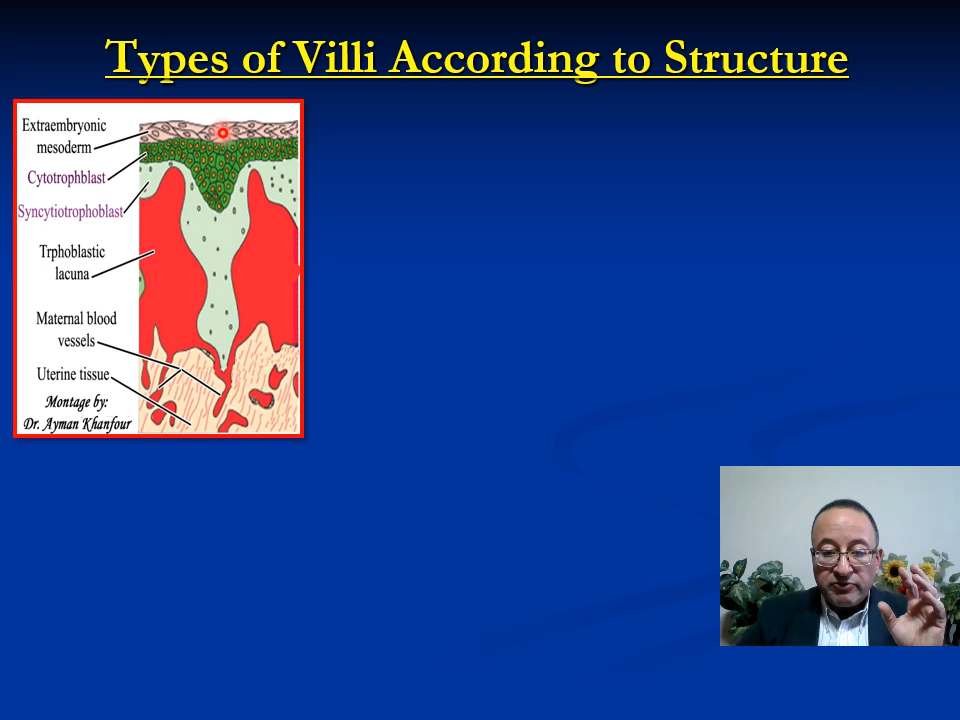 Types of Villi According to Structure
Extraembryonic
mesoderm
Cytotrophblast
Syncytiotrophoblast
Trphoblastic
lacuna
Maternal blood
vessels
Uterine tissue
Montage by:
Dr. Ayman Khanfour